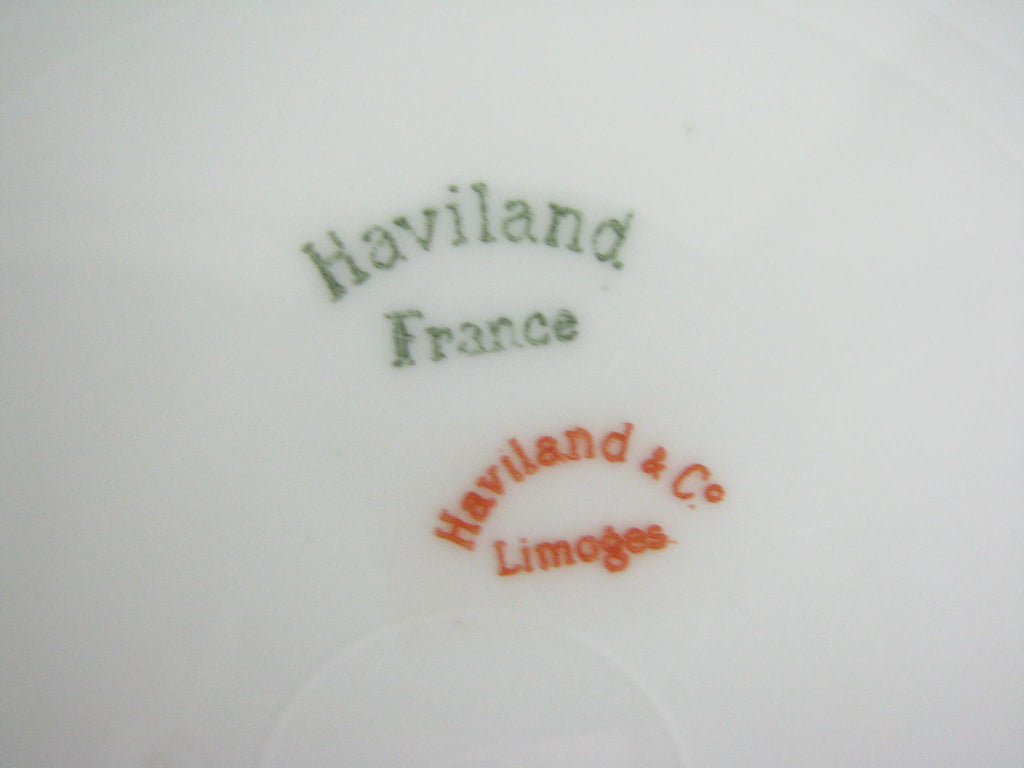 Haviland
France
Haviland & Co
Limoges